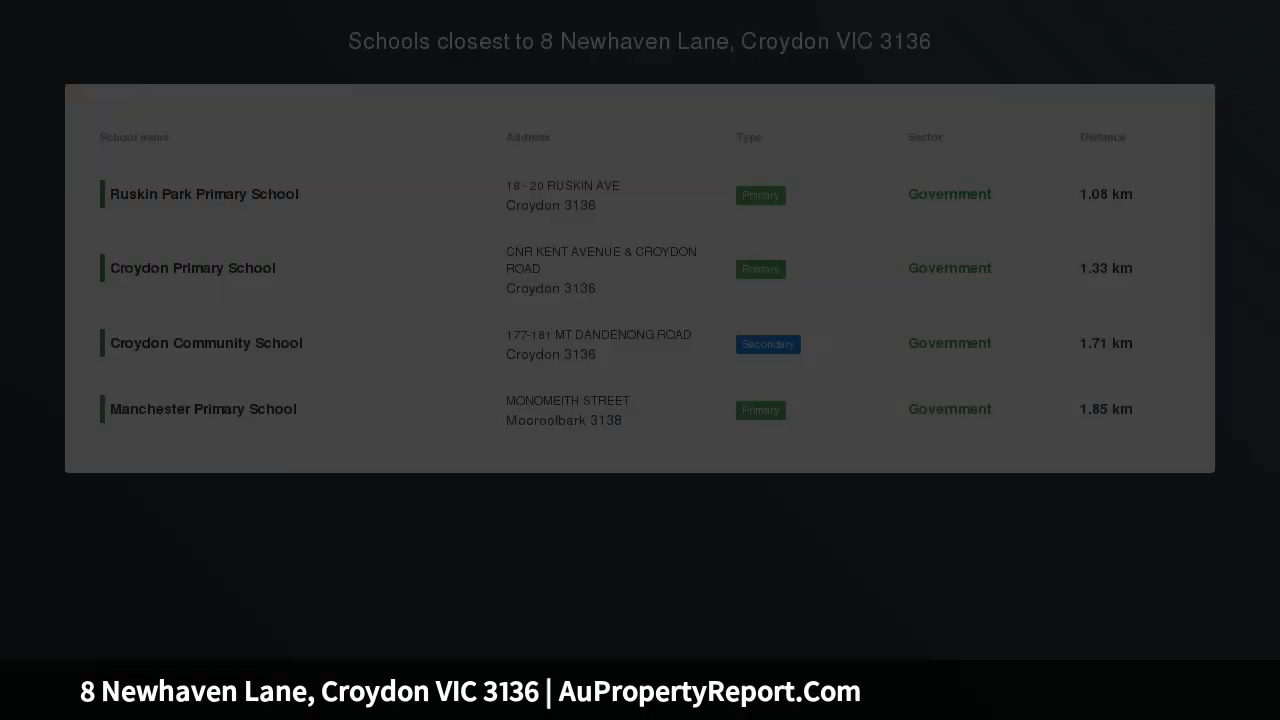 Schools closest to 8 Newhaven Lane, Croydon VIC 3136
School name Address Type Sector Distance
Ruskin Park Primary School 18 - 20 RUSKIN AVE Croydon 3136 Primary Government 1.08 km
Croydon Primary School CNR KENT AVENUE & CROYDON ROAD Croydon 3136 Primary Government 1.33 km
Croydon Community School 177-181 MT DANDENONG ROAD Croydon 3136 Secondary Government 1.71 km
Manchester Primary School MONOMEITH STREET Mooroolbark 3138 Primary Government 1.85 km
8 Newhaven Lane, Croydon VIC 3136 | AuPropertyReport.Com